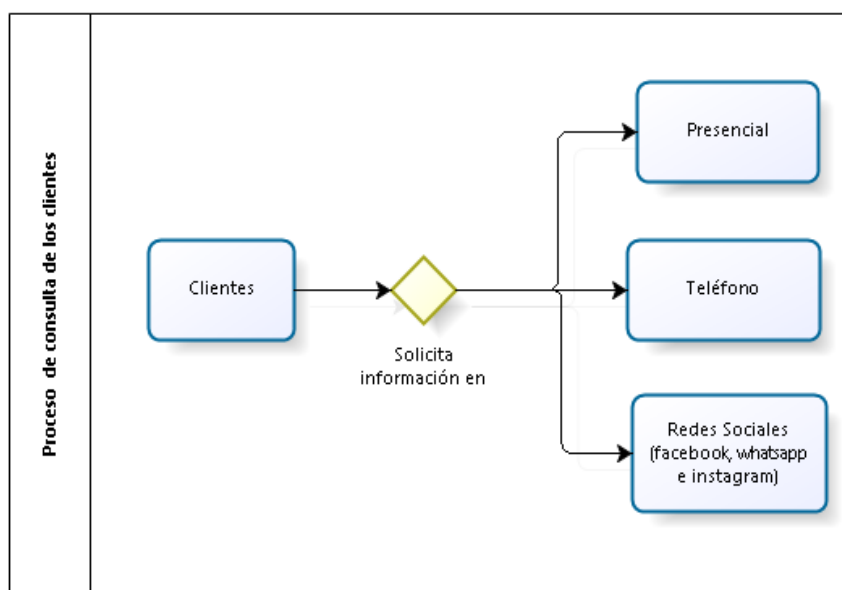 Proceso de consulta de los clientes
Clientes
Solicita
información en
Presencial
Teléfono
Redes Sociales
(facebook, whatsapp
e instagram)